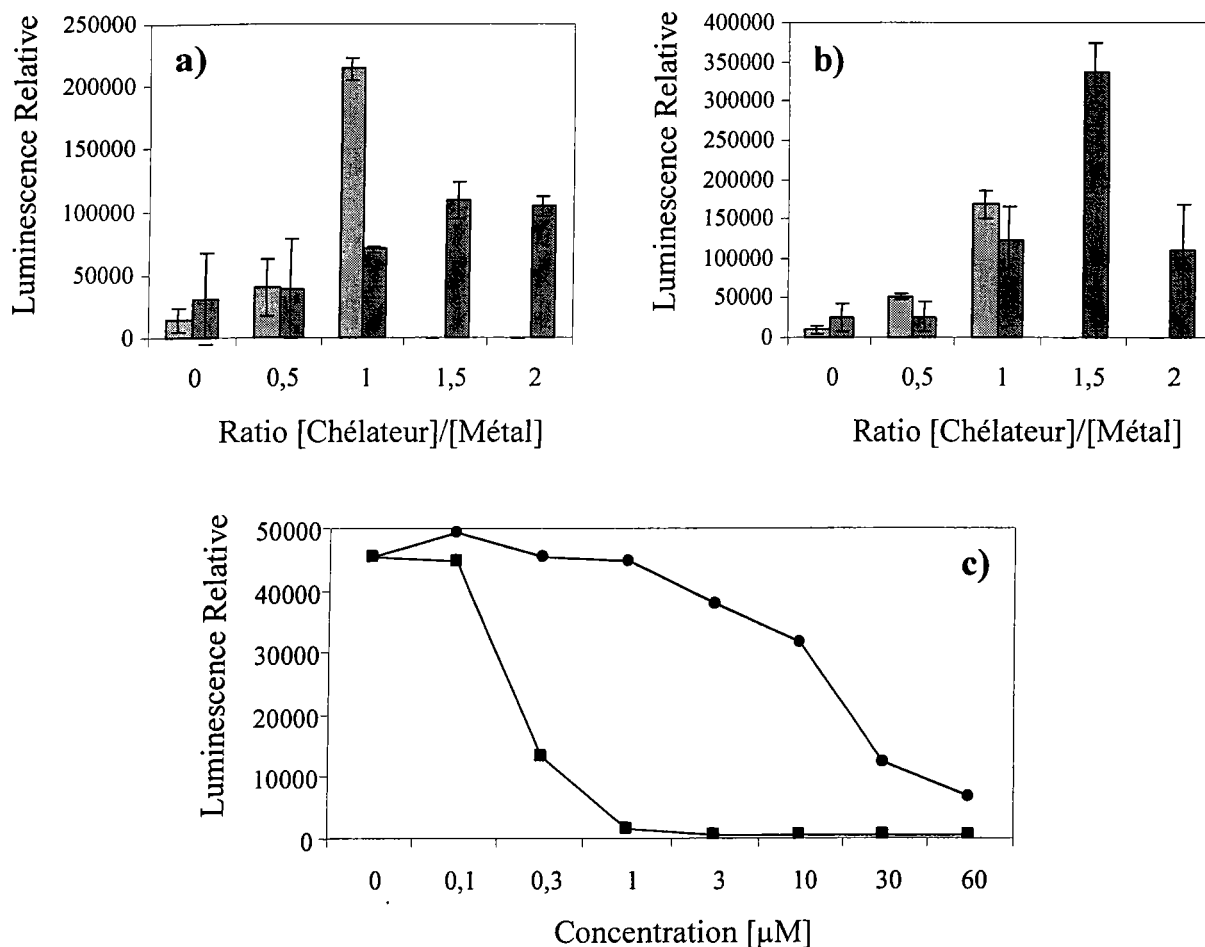 a)
Luminescence Relative
250000
200000
150000
100000
50000
0
0 0,5 1 1,5 2
Ratio [Chélateur]/[Métal]
b)
Luminescence Relative
400000
350000
300000
250000
200000
150000
100000
50000
0
0 0,5 1 1,5 2
Ratio [Chélateur]/[Métal]
c)
Luminescence Relative
50000
40000
30000
20000
10000
0
0 0,1 0,3 1 3 10 30 60
Concentration [µM]